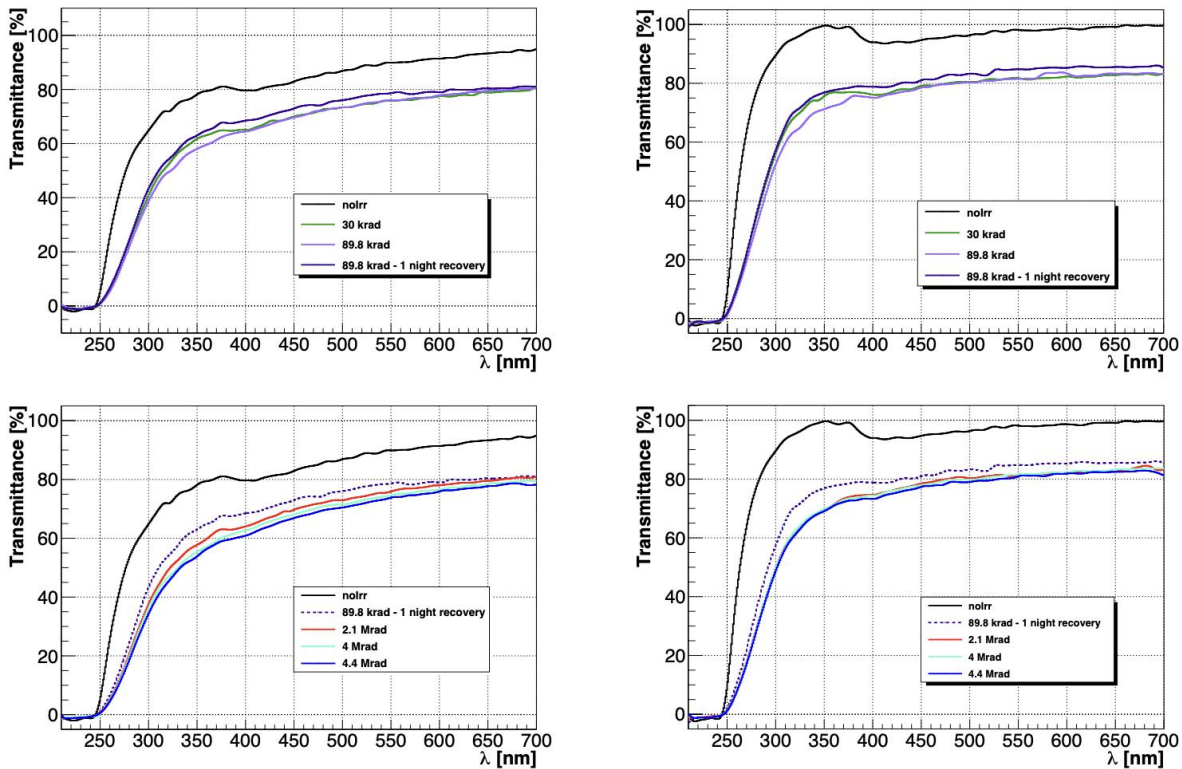 Transmittance [%]
100
80
60
40
20
0
noIrr
30 krad
89.8 krad
89.8 krad - 1 night recovery
250 300 350 400 450 500 550 600 650 700
λ [nm]
Transmittance [%]
100
80
60
40
20
0
noIrr
30 krad
89.8 krad
89.8 krad - 1 night recovery
250 300 350 400 450 500 550 600 650 700
λ [nm]
Transmittance [%]
100
80
60
40
20
0
noIrr
89.8 krad - 1 night recovery
2.1 Mrad
4 Mrad
4.4 Mrad
250 300 350 400 450 500 550 600 650 700
λ [nm]
Transmittance [%]
100
80
60
40
20
0
noIrr
89.8 krad - 1 night recovery
2.1 Mrad
4 Mrad
4.4 Mrad
250 300 350 400 450 500 550 600 650 700
λ [nm]